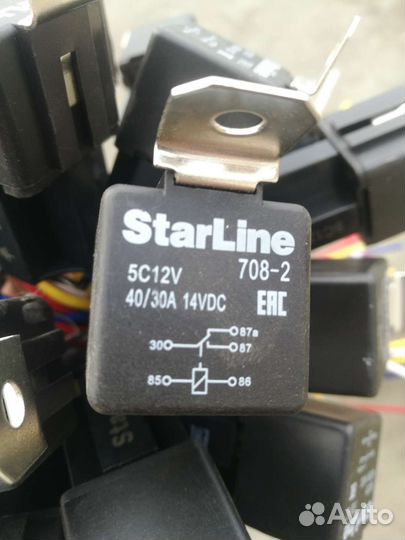 StarLine
5C12V 708-2
40/30A 14VDC EAC
87a
30 87
85 86
Avito